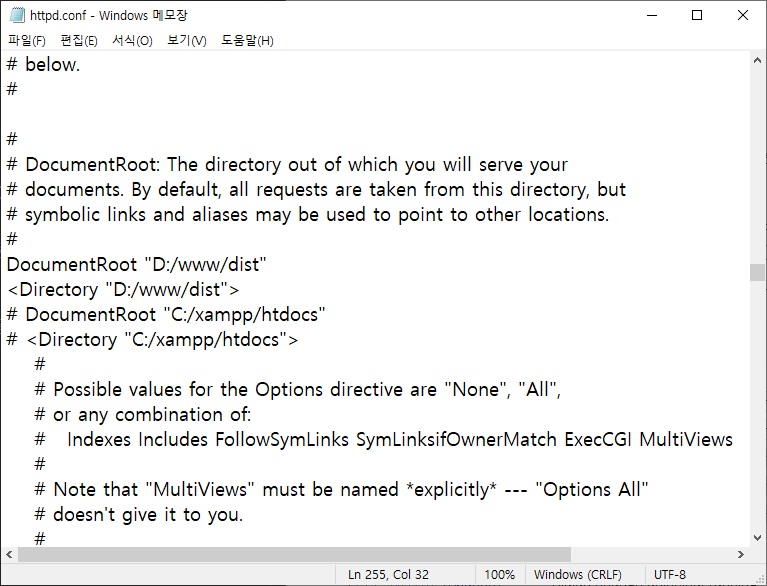 httpd.conf - Windows 메모장
파일(F) 편집(E) 서식(O) 보기(V) 도움말(H)
# below.
#
#
# DocumentRoot: The directory out of which you will serve your
# documents. By default, all requests are taken from this directory, but
# symbolic links and aliases may be used to point to other locations.
#
DocumentRoot "D:/www/dist"
<Directory "D:/www/dist">
# DocumentRoot "C:/xampp/htdocs"
# <Directory "C:/xampp/htdocs">
#
# Possible values for the Options directive are "None", "All",
# or any combination of:
# Indexes Includes FollowSymLinks SymLinksifOwnerMatch ExecCGI MultiViews
#
# Note that "MultiViews" must be named *explicitly* --- "Options All"
# doesn't give it to you.
#
Ln 255, Col 32 100% Windows (CRLF) UTF-8